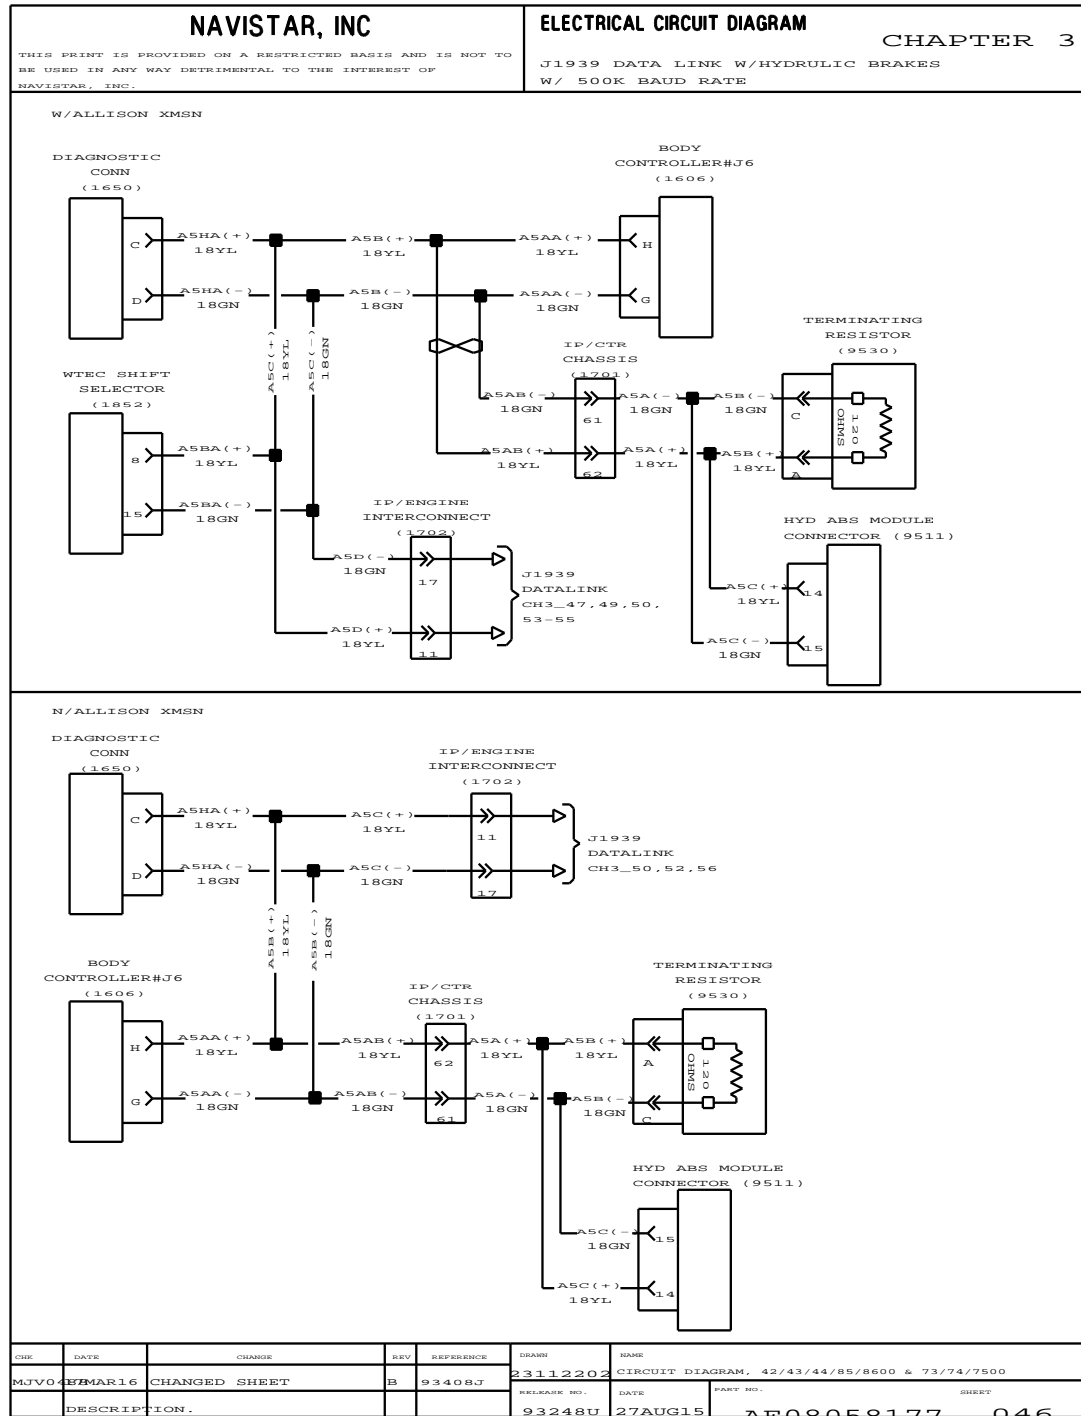 NAVISTAR, INC
THIS PRINT IS PROVIDED ON A RESTRICTED BASIS AND IS NOT TO
BE USED IN ANY WAY DETRIMENTAL TO THE INTEREST OF
NAVISTAR, INC.
ELECTRICAL CIRCUIT DIAGRAM
CHAPTER 3
J1939 DATA LINK W/HYDRULIC BRAKES
W/ 500K BAUD RATE
W/ALLISON XMSN
DIAGNOSTIC
CONN
(1650)
C
D
A5HA(+)
18YL
A5HA(-)
18GN
A5B(+)
18YL
A5B(-)
18GN
A5AA(+)
18YL
A5AA(-)
18GN
BODY
CONTROLLER#J6
(1606)
H
G
A5C(+)
18YL
A5C(-)
18GN
WTEC SHIFT
SELECTOR
(1852)
8
15
A5BA(+)
18YL
A5BA(-)
18GN
IP/CTR
CHASSIS
(1701)
A5AB(-)
18GN
61
A5AB(+)
18YL
62
A5A(-)
18GN
A5A(+)
18YL
A5B(-)
18GN
A5B(+)
18YL
TERMINATING
RESISTOR
(9530)
C
A
120
OHMS
IP/ENGINE
INTERCONNECT
(1702)
A5D(-)
18GN
17
A5D(+)
18YL
11
J1939
DATALINK
CH3_47,49,50,
53-55
HYD ABS MODULE
CONNECTOR (9511)
A5C(+)
18YL
14
A5C(-)
18GN
15
N/ALLISON XMSN
DIAGNOSTIC
CONN
(1650)
C
D
A5HA(+)
18YL
A5HA(-)
18GN
A5C(+)
18YL
A5C(-)
18GN
IP/ENGINE
INTERCONNECT
(1702)
11
17
J1939
DATALINK
CH3_50,52,56
A5B(+)
18YL
A5B(-)
18GN
BODY
CONTROLLER#J6
(1606)
H
G
A5AA(+)
18YL
A5AA(-)
18GN
A5AB(+)
18YL
A5AB(-)
18GN
IP/CTR
CHASSIS
(1701)
62
61
A5A(+)
18YL
A5A(-)
18GN
A5B(+)
18YL
A5B(-)
18GN
TERMINATING
RESISTOR
(9530)
A
C
120
OHMS
HYD ABS MODULE
CONNECTOR (9511)
A5C(-)
18GN
15
A5C(+)
18YL
14
CHK DATE CHANGE REV REFERENCE
CHANGED SHEET B 93408J
DESCRIPTION.
DRAWN
23112202
NAME
CIRCUIT DIAGRAM, 42/43/44/85/8600 & 73/74/7500
RELEASE NO.
93248U
DATE
27AUG15
PART NO.
AF08058177
SHEET
046